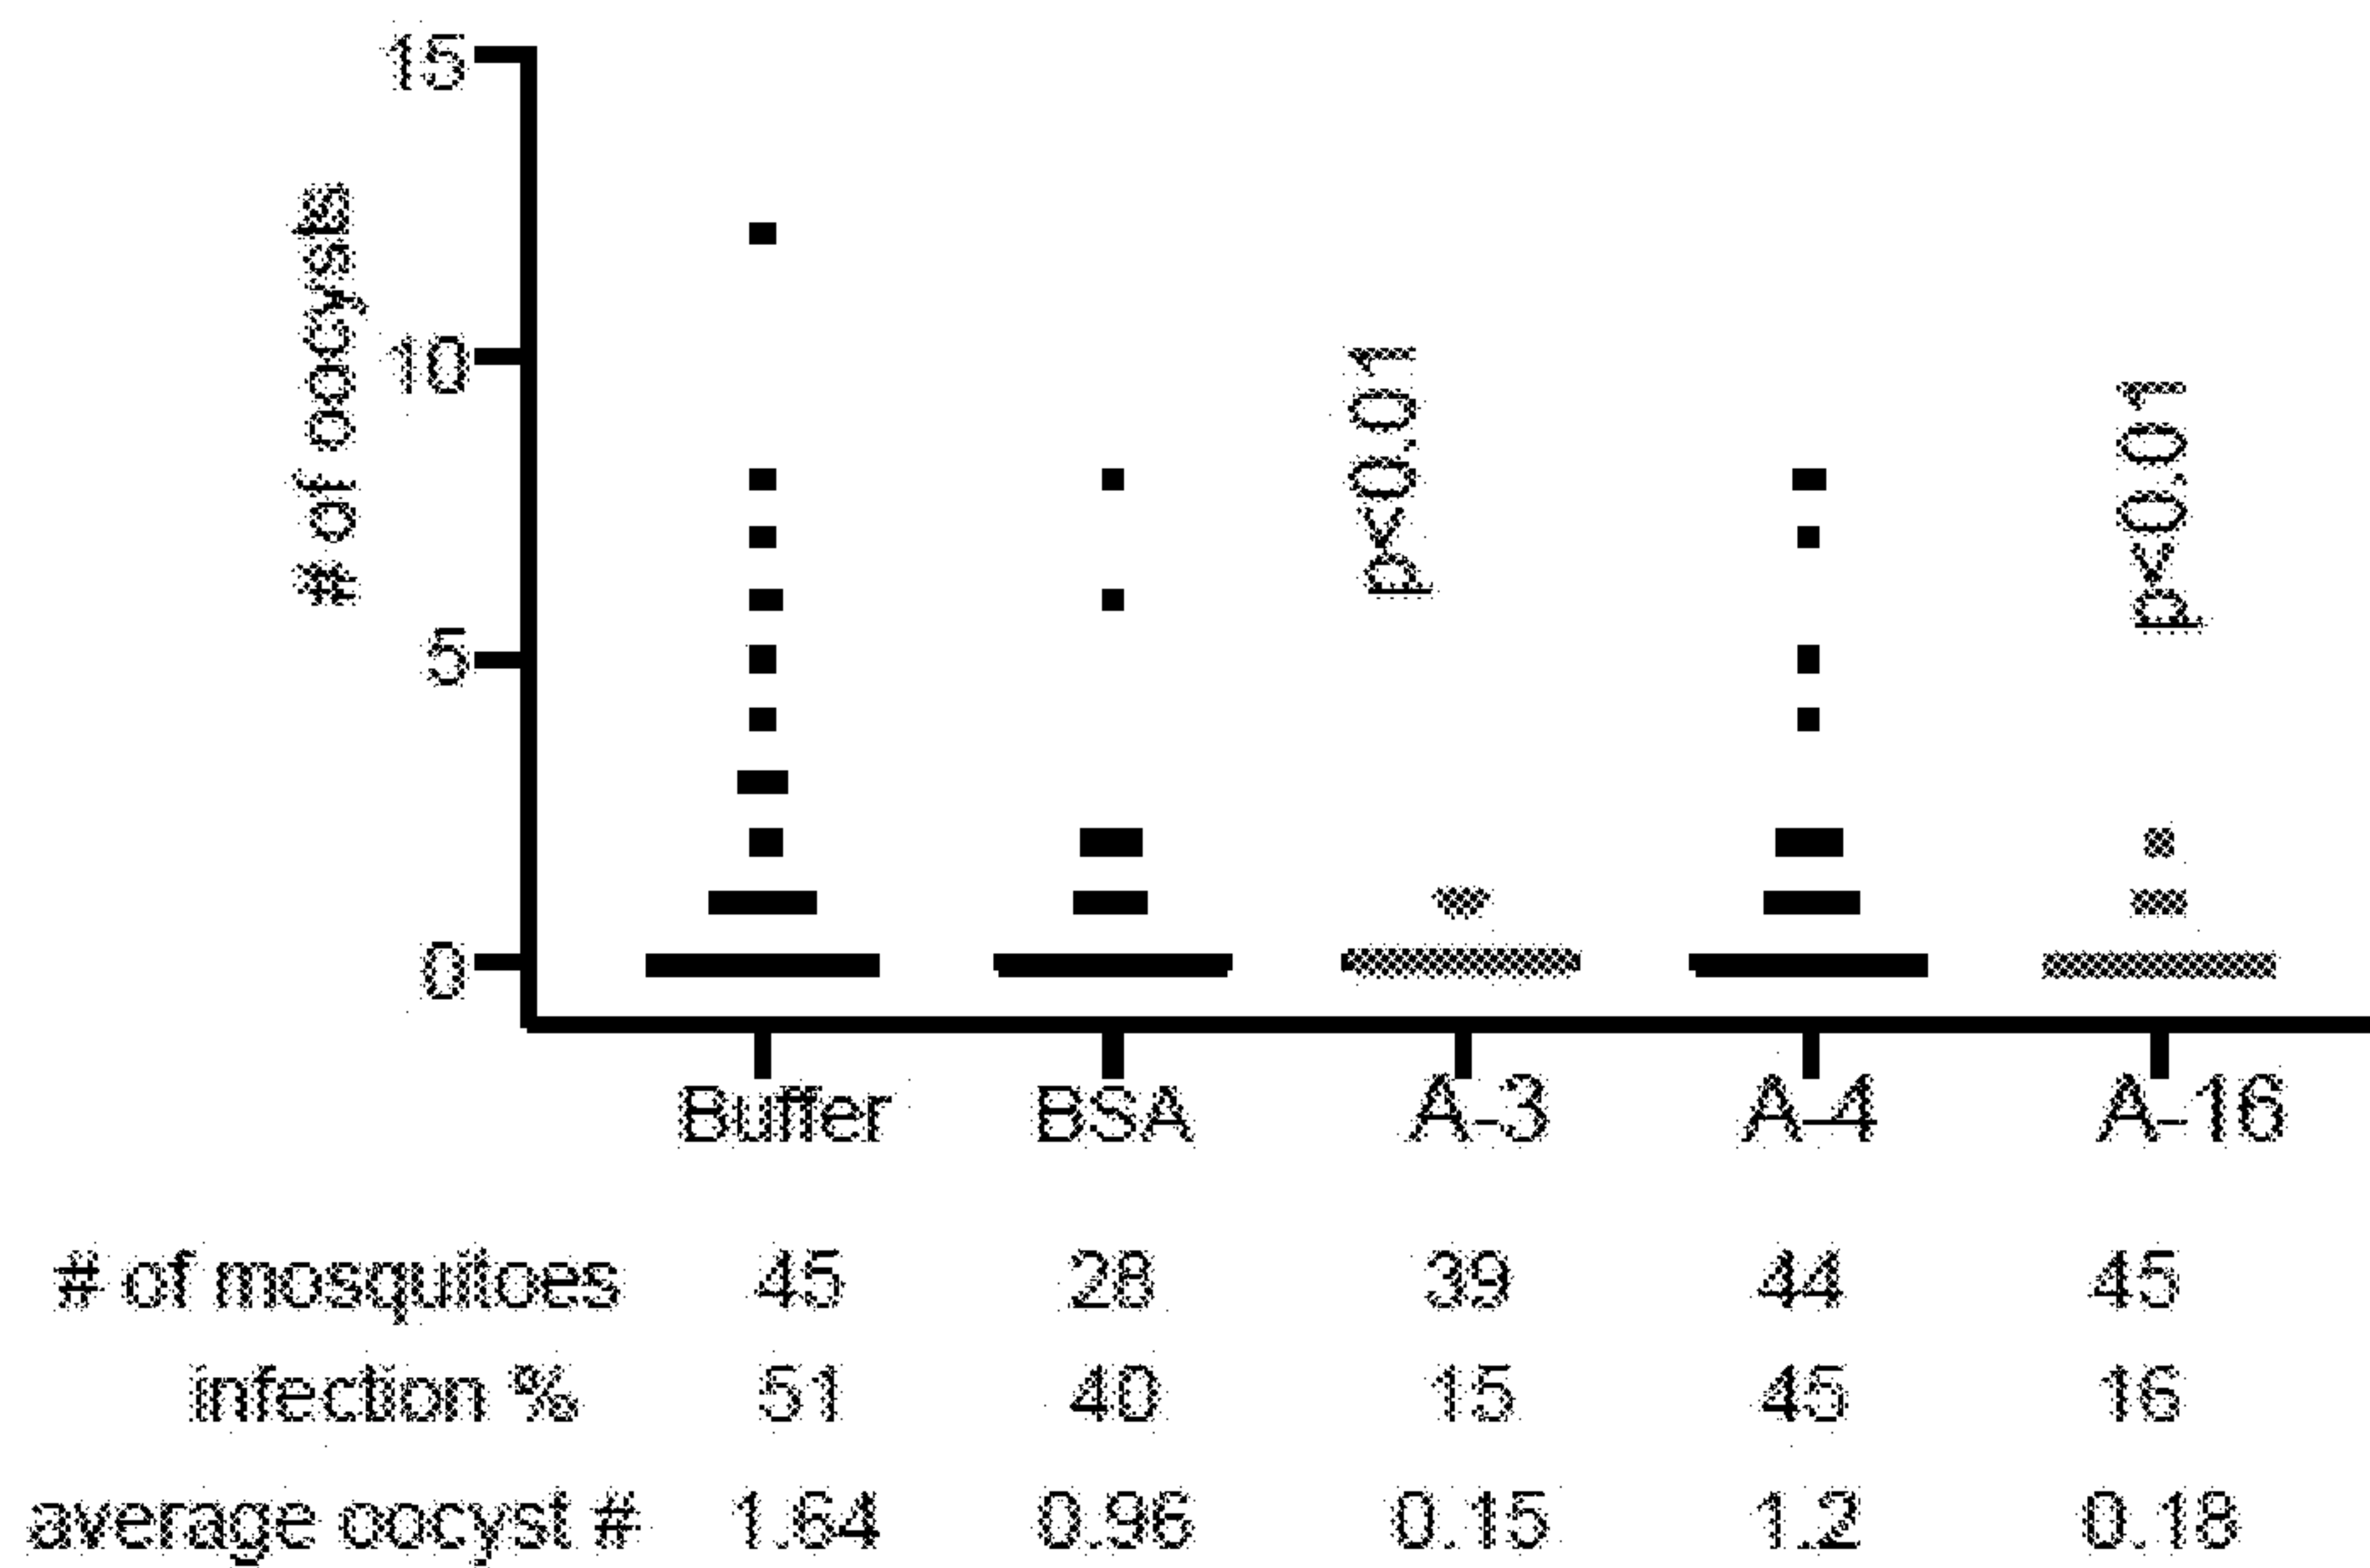 15
# of oocysts
10
5
0
p<0.01
p<0.01
Buffer BSA A-3 A-4 A-16
# of mosquitoes 45 28 39 44 45
infection % 51 40 15 45 16
average oocyst # 1.64 0.96 0.15 1.2 0.18